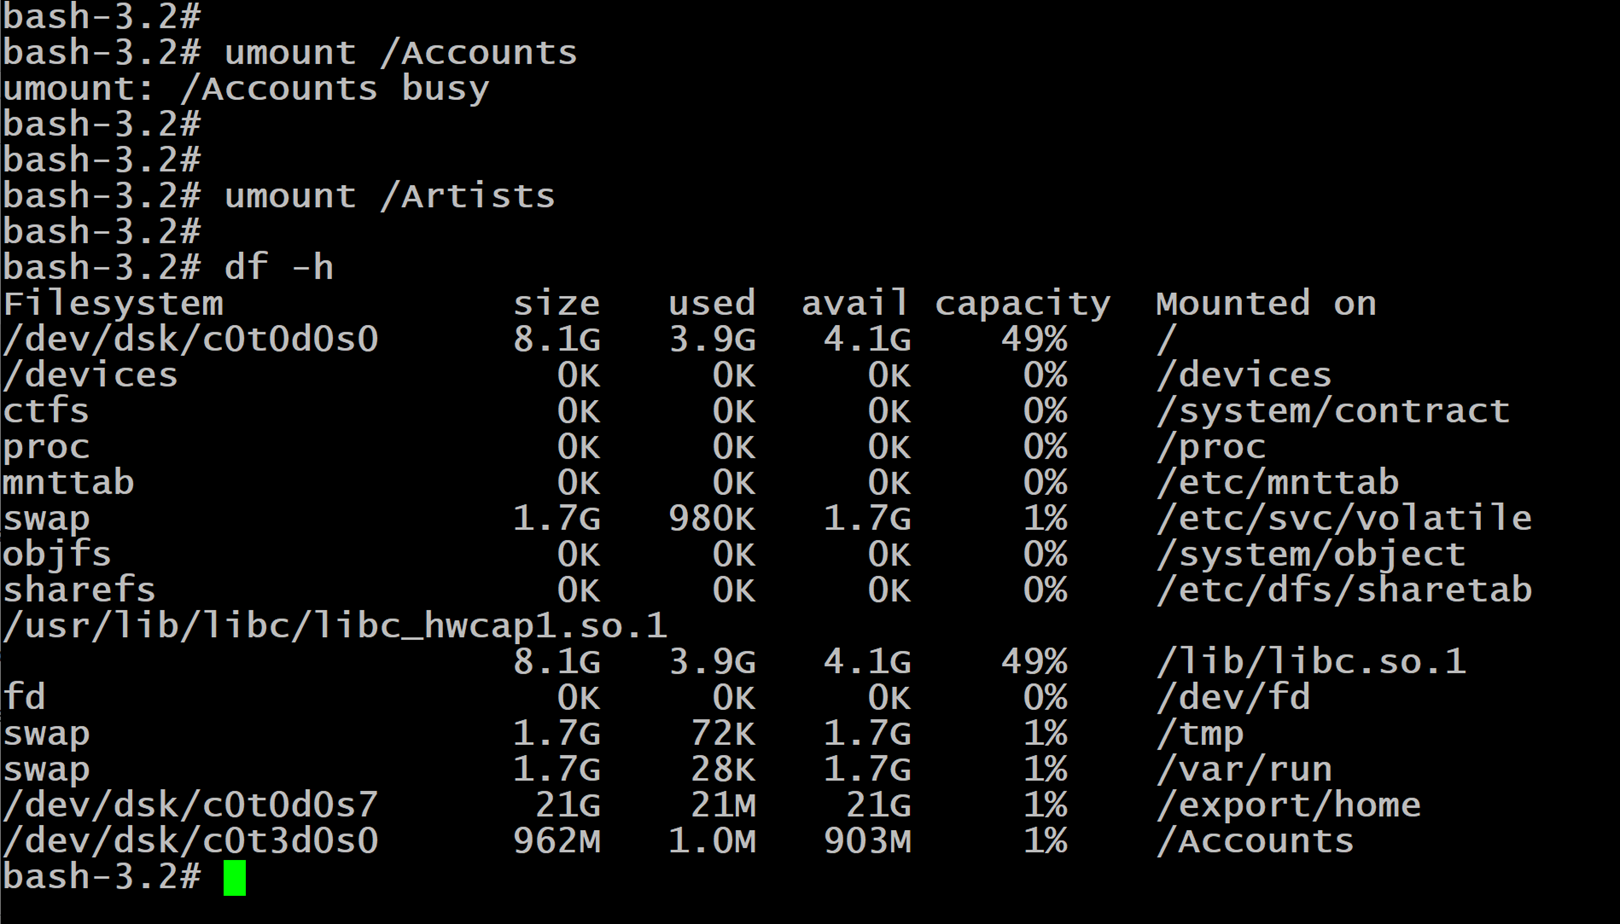 bash-3.2#
bash-3.2# umount /Accounts
umount: /Accounts busy
bash-3.2#
bash-3.2#
bash-3.2# umount /Artists
bash-3.2#
bash-3.2# df -h
Filesystem             size   used  avail capacity  Mounted on
/dev/dsk/c0t0d0s0      8.1G   3.9G   4.1G    49%    /
/devices                 0K     0K     0K     0%    /devices
ctfs                     0K     0K     0K     0%    /system/contract
proc                     0K     0K     0K     0%    /proc
mnttab                   0K     0K     0K     0%    /etc/mnttab
swap                   1.7G   980K   1.7G     1%    /etc/svc/volatile
objfs                    0K     0K     0K     0%    /system/object
sharefs                  0K     0K     0K     0%    /etc/dfs/sharetab
/usr/lib/libc/libc_hwcap1.so.1
                       8.1G   3.9G   4.1G    49%    /lib/libc.so.1
fd                       0K     0K     0K     0%    /dev/fd
swap                   1.7G    72K   1.7G     1%    /tmp
swap                   1.7G    28K   1.7G     1%    /var/run
/dev/dsk/c0t0d0s7       21G    21M    21G     1%    /export/home
/dev/dsk/c0t3d0s0      962M   1.0M   903M     1%    /Accounts
bash-3.2#